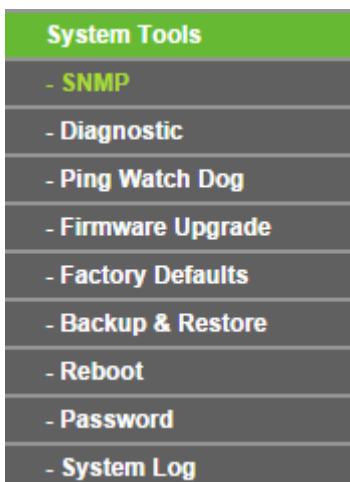 System Tools
- SNMP
- Diagnostic
- Ping Watch Dog
- Firmware Upgrade
- Factory Defaults
- Backup & Restore
- Reboot
- Password
- System Log